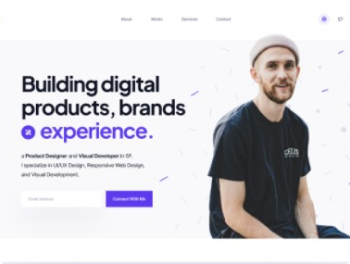 About Works Services Contact
Building digital
products, brands
experience.
a Product Designer and Visual Developer in SF.
I specialize in UI/UX Design, Responsive Web Design,
and Visual Development.
Email address Connect With Me